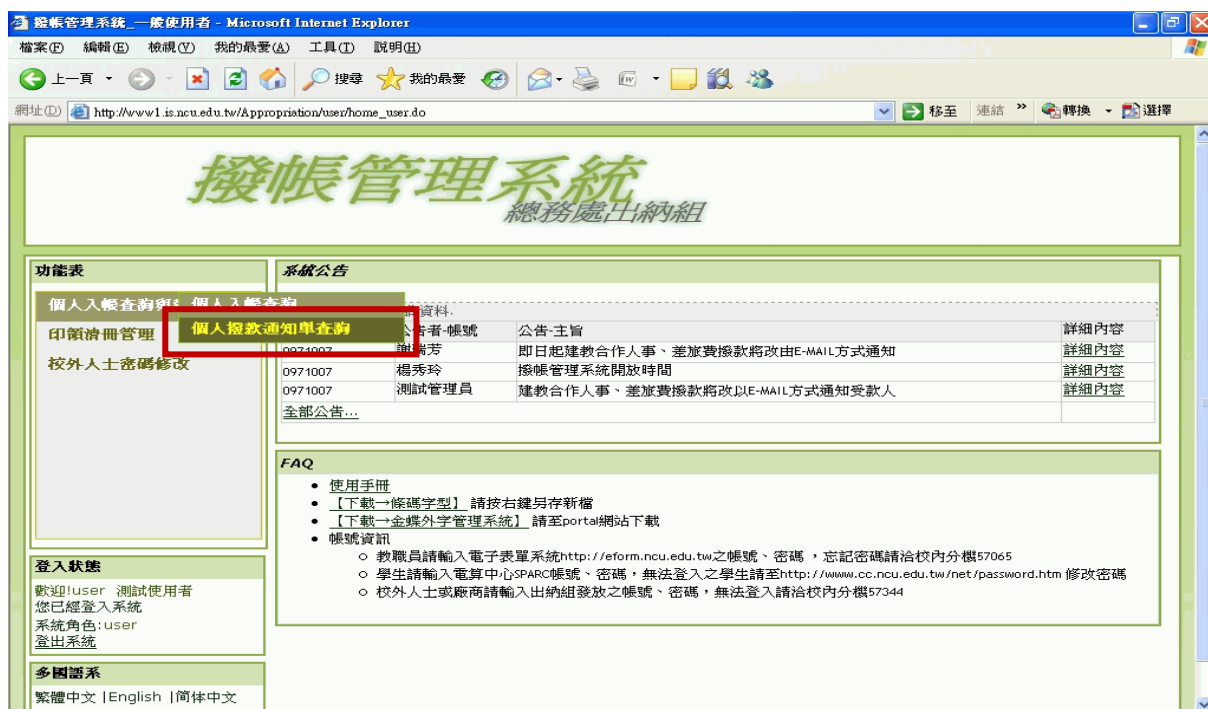 撥帳管理系統_一般使用者 - Microsoft Internet Explorer
檔案(F) 編輯(E) 檢視(V) 我的最愛(A) 工具(T) 說明(H)
上一頁 搜尋 我的最愛
網址(D) http://www1.is.ncu.edu.tw/Appropriation/user/home_user.do 移至 連結 » 轉換 選擇
撥帳管理系統
總務處出納組
功能表
個人入帳查詢與 個人入帳查詢
印領清冊管理 個人撥款通知單查詢
校外人士密碼修改
系統公告
資料.
公告者-帳號 公告-主旨 詳細內容
0971007 謝瑞芳 即日起建教合作人事、差旅費撥款將改由E-MAIL方式通知 詳細內容
0971007 楊秀玲 撥帳管理系統開放時間 詳細內容
0971007 測試管理員 建教合作人事、差旅費撥款將改以E-MAIL方式通知受款人 詳細內容
全部公告...
FAQ
• 使用手冊
• 【下載→條碼字型】 請按右鍵另存新檔
• 【下載→金蝶外字管理系統】 請至portal網站下載
• 帳號資訊
○ 教職員請輸入電子表單系統http://eform.ncu.edu.tw之帳號、密碼，忘記密碼請洽校內分機57065
○ 學生請輸入電算中心SPARC帳號、密碼，無法登入之學生請至http://www.cc.ncu.edu.tw/net/password.htm 修改密碼
○ 校外人士或廠商請輸入出納組發放之帳號、密碼，無法登入請洽校內分機57344
登入狀態
歡迎!user 測試使用者
您已經登入系統
系統角色:user
登出系統
多國語系
繁體中文 |English |简体中文